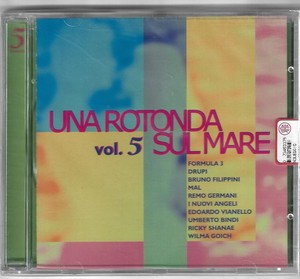 5
UNA ROTONDA
vol. 5 SUL MARE
FORMULA 3
DRUPI
BRUNO FILIPPINI
MAL
REMO GERMANI
I NUOVI ANGELI
EDOARDO VIANELLO
UMBERTO BINDI
RICKY SHANAE
WILMA GOICH